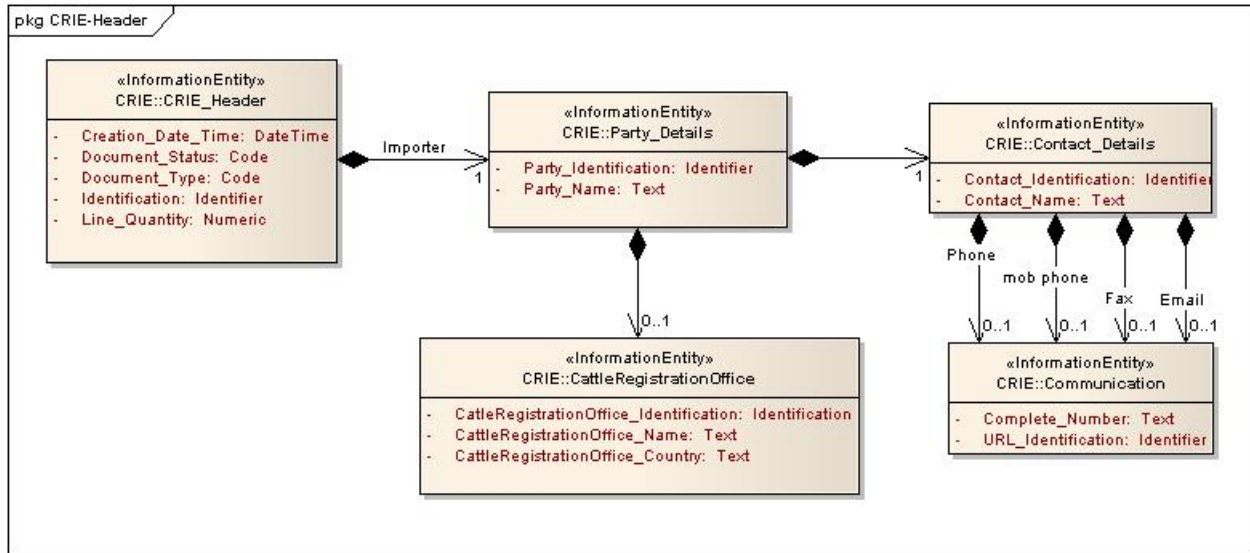 pkg CRIE-Header
«InformationEntity»
CRIE::CRIE_Header
- Creation_Date_Time: DateTime
- Document_Status: Code
- Document_Type: Code
- Identification: Identifier
- Line_Quantity: Numeric
Importer
1
«InformationEntity»
CRIE::Party_Details
- Party_Identification: Identifier
- Party_Name: Text
1
«InformationEntity»
CRIE::Contact_Details
- Contact_Identification: Identifier
- Contact_Name: Text
Phone
mob phone
Fax
Email
0..1
0..1
0..1
0..1
0..1
«InformationEntity»
CRIE::CattleRegistrationOffice
- CatleRegistrationOffice_Identification: Identification
- CattleRegistrationOffice_Name: Text
- CattleRegistrationOffice_Country: Text
«InformationEntity»
CRIE::Communication
- Complete_Number: Text
- URL_Identification: Identifier